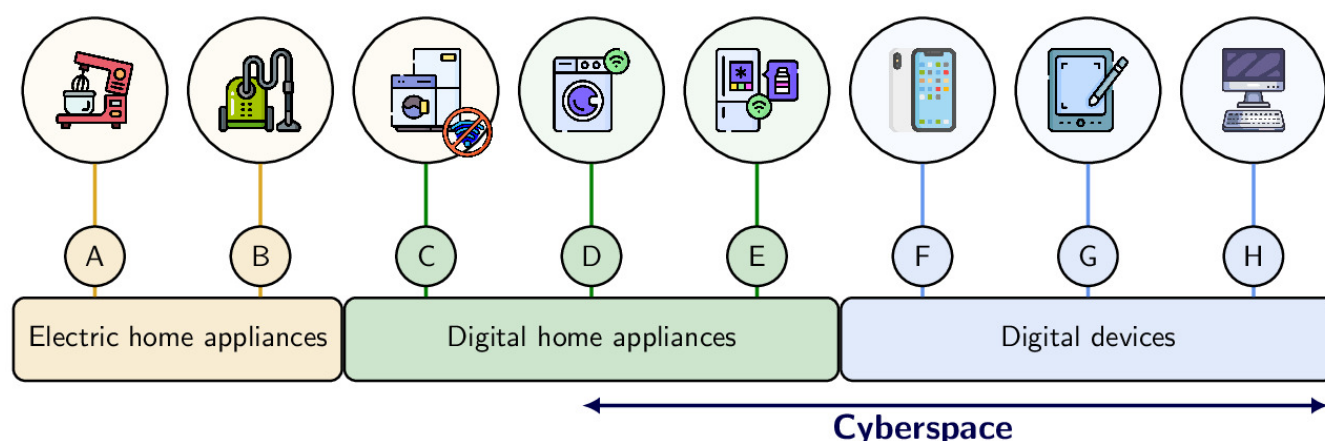 A
B
C
D
E
F
G
H
Electric home appliances
Digital home appliances
Digital devices
Cyberspace